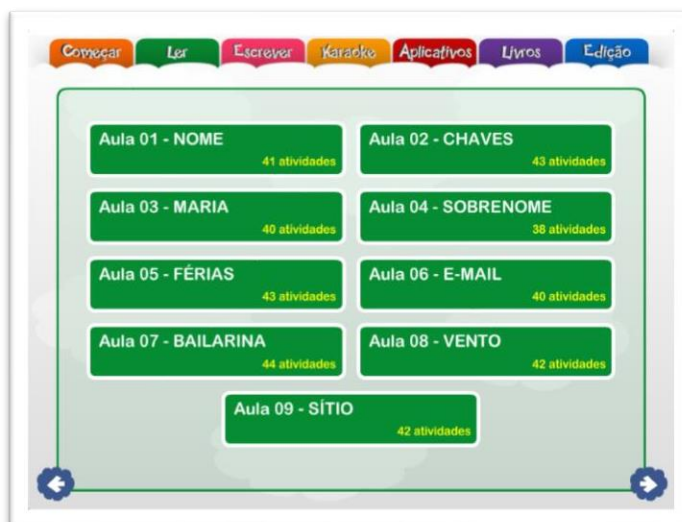 Começar Ler Escrever Karaoke Aplicativos Livros Edição
Aula 01 - NOME
41 atividades
Aula 02 - CHAVES
43 atividades
Aula 03 - MARIA
40 atividades
Aula 04 - SOBRENOME
38 atividades
Aula 05 - FÉRIAS
43 atividades
Aula 06 - E-MAIL
40 atividades
Aula 07 - BAILARINA
44 atividades
Aula 08 - VENTO
42 atividades
Aula 09 - SÍTIO
42 atividades